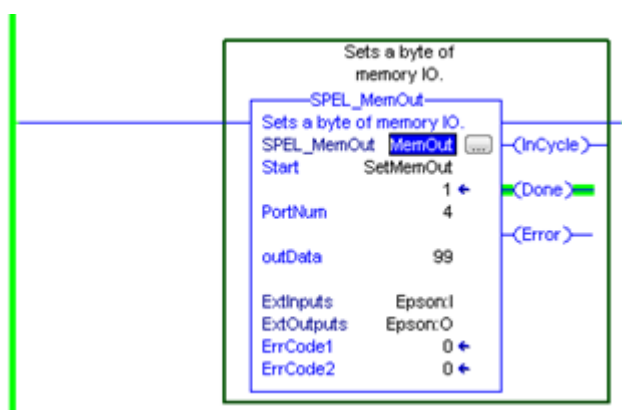 Sets a byte of
memory IO.
SPEL_MemOut
Sets a byte of memory IO.
SPEL_MemOut MemOut ... (InCycle)
Start SetMemOut
1 (Done)
PortNum 4
(Error)
outData 99
ExtInputs Epson:I
ExtOutputs Epson:O
ErrCode1 0
ErrCode2 0